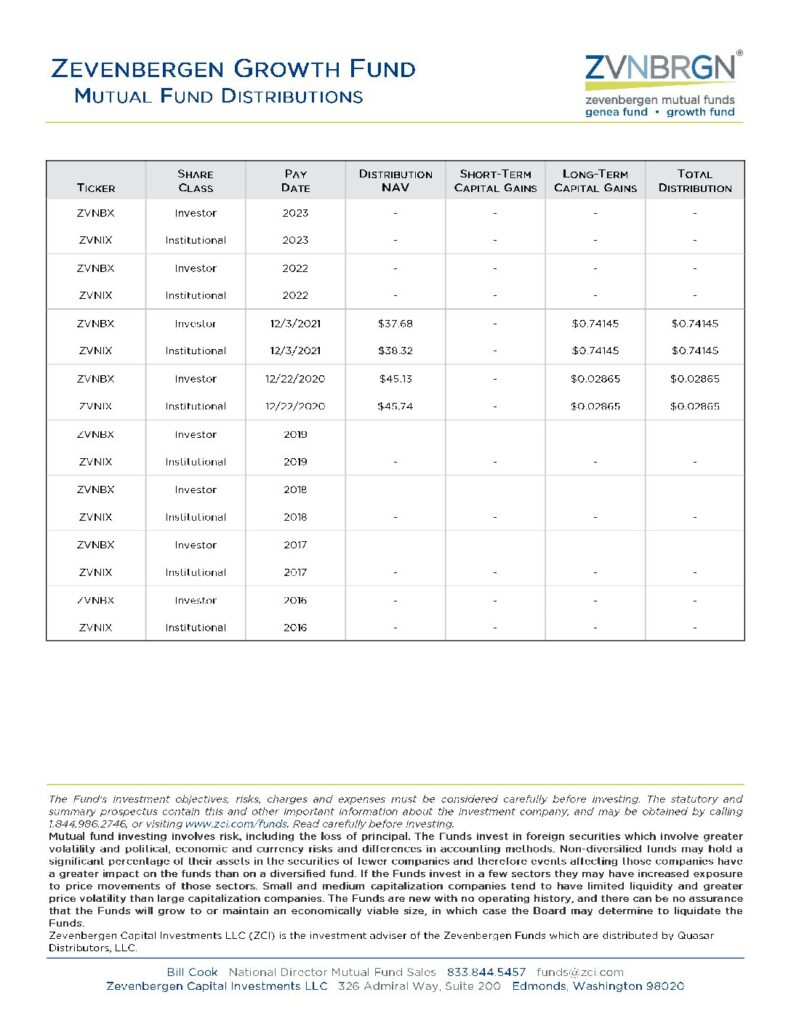 ZEVENBERGEN GROWTH FUND
MUTUAL FUND DISTRIBUTIONS
ZVNBRGN®
zevenbergen mutual funds
genea fund • growth fund
TICKER SHARE CLASS PAY DATE DISTRIBUTION NAV SHORT-TERM CAPITAL GAINS LONG-TERM CAPITAL GAINS TOTAL DISTRIBUTION
ZVNBX Investor 2023 - - - -
ZVNIX Institutional 2023 - - - -
ZVNBX Investor 2022 - - - -
ZVNIX Institutional 2022 - - - -
ZVNBX Investor 12/3/2021 $37.68 - $0.74145 $0.74145
ZVNIX Institutional 12/3/2021 $38.32 - $0.74145 $0.74145
ZVNBX Investor 12/22/2020 $45.13 - $0.02865 $0.02865
ZVNIX Institutional 12/22/2020 $45.74 - $0.02865 $0.02865
ZVNBX Investor 2019
ZVNIX Institutional 2019 - - - -
ZVNBX Investor 2018
ZVNIX Institutional 2018 - - - -
ZVNBX Investor 2017
ZVNIX Institutional 2017 - - - -
ZVNBX Investor 2016 - - - -
ZVNIX Institutional 2016 - - - -
The Fund's investment objectives, risks, charges and expenses must be considered carefully before investing. The statutory and
summary prospectus contain this and other important information about the investment company, and may be obtained by calling
1.844.986.2746, or visiting www.zci.com/funds. Read carefully before investing.
Mutual fund investing involves risk, including the loss of principal. The Funds invest in foreign securities which involve greater
volatility and political, economic and currency risks and differences in accounting methods. Non-diversified funds may hold a
significant percentage of their assets in the securities of fewer companies and therefore events affecting those companies have
a greater impact on the funds than on a diversified fund. If the Funds invest in a few sectors they may have increased exposure
to price movements of those sectors. Small and medium capitalization companies tend to have limited liquidity and greater
price volatility than large capitalization companies. The Funds are new with no operating history, and there can be no assurance
that the Funds will grow to or maintain an economically viable size, in which case the Board may determine to liquidate the
Funds.
Zevenbergen Capital Investments LLC (ZCI) is the investment adviser of the Zevenbergen Funds which are distributed by Quasar
Distributors, LLC.
Bill Cook National Director Mutual Fund Sales 833.844.5457 funds@zci.com
Zevenbergen Capital Investments LLC 326 Admiral Way, Suite 200 Edmonds, Washington 98020